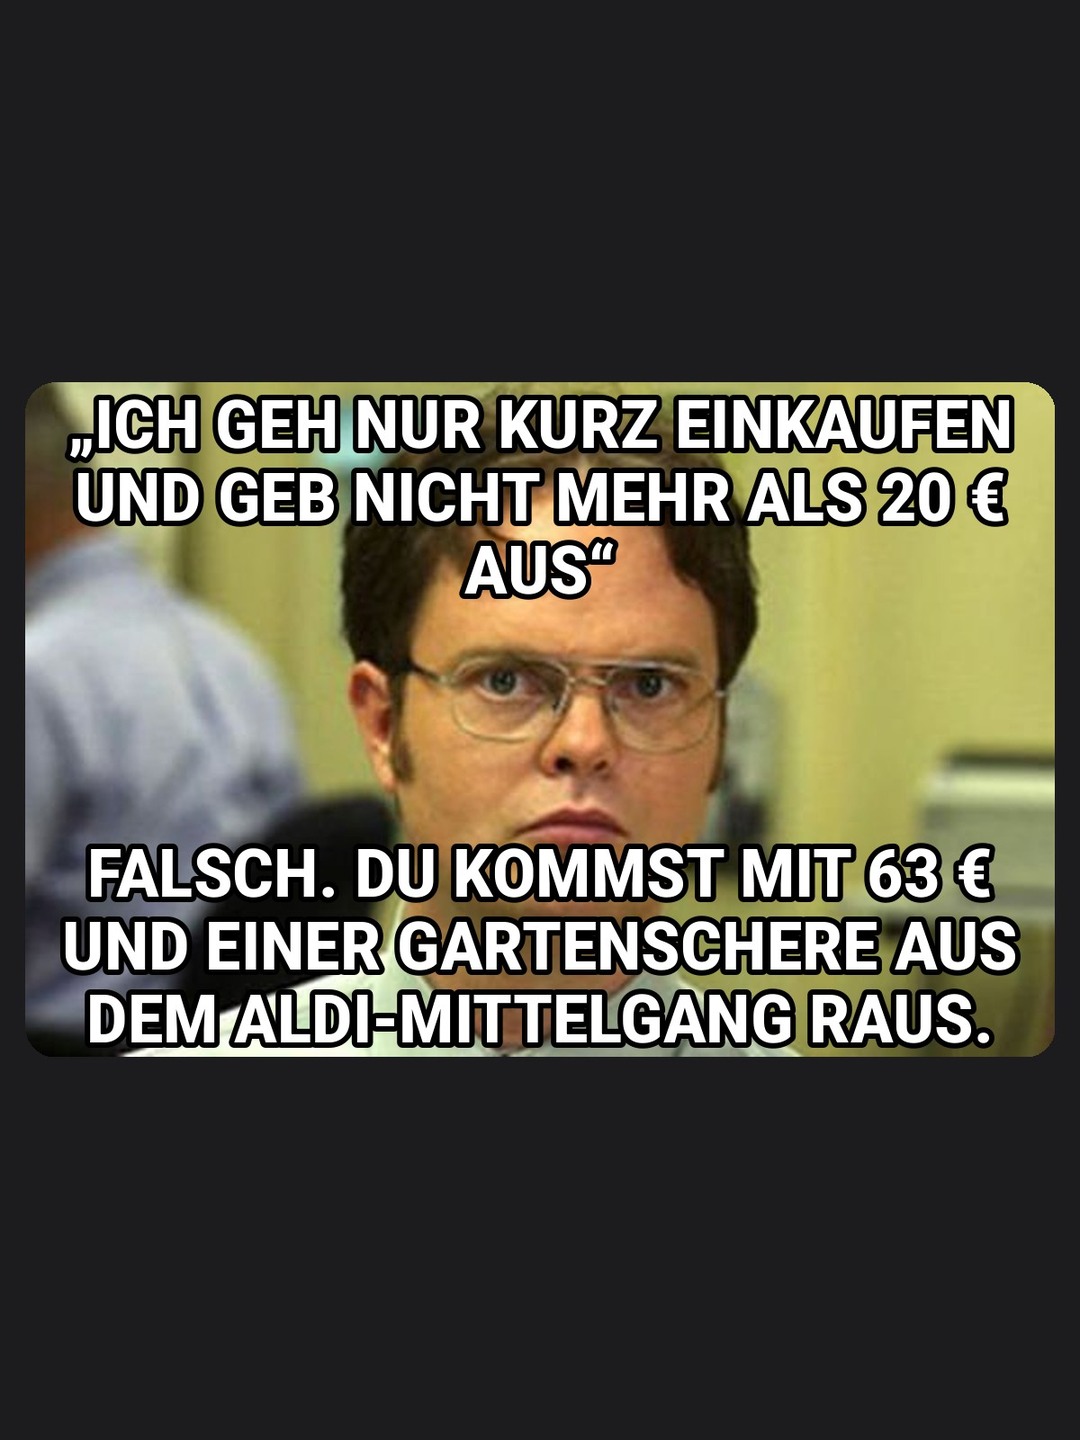 „ICH GEH NUR KURZ EINKAUFEN
UND GEB NICHT MEHR ALS 20 €
AUS“
FALSCH. DU KOMMST MIT 63 €
UND EINER GARTENSCHERE AUS
DEM ALDI-MITTELGANG RAUS.